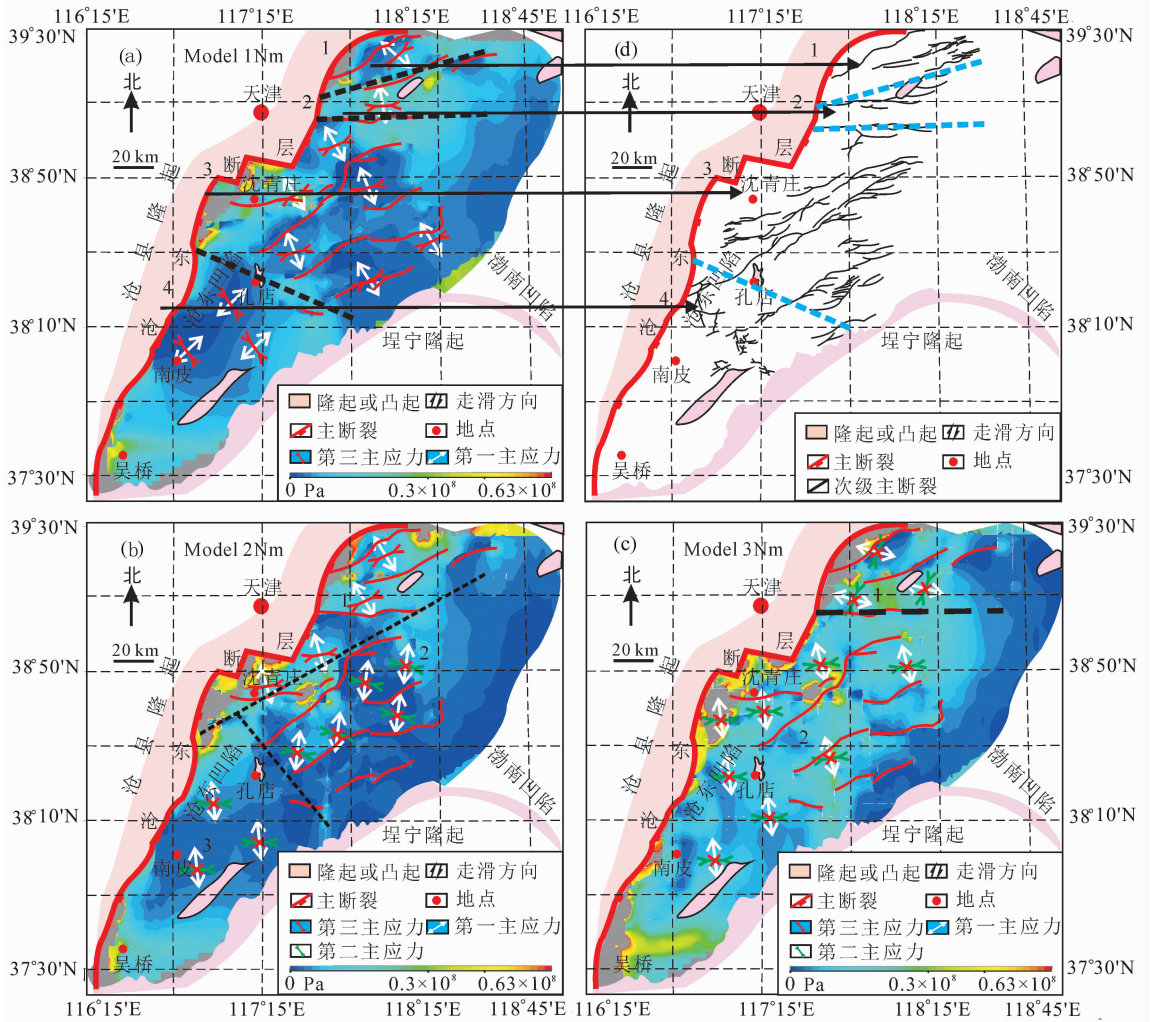 116°15′E 117°15′E 118°15′E 118°45′E 117°15′E 118°15′E 118°45′E
39°30′N
38°50′N
38°10′N
37°30′N
(a)
Model 1Nm
北
20 km
天津
沈青庄
孔店
南皮
吴桥
沧县隆起
沧东断层
沧东凹陷
渤南凹陷
埕宁隆起
1
2
3
4
隆起或凸起 走滑方向
主断裂 地点
第三主应力 第一主应力
0 Pa 0.3×10⁸ 0.63×10⁸
(d)
北
20 km
天津
沈青庄
孔店
南皮
吴桥
沧县隆起
沧东断层
沧东凹陷
渤南凹陷
埕宁隆起
1
2
3
4
隆起或凸起 走滑方向
主断裂 地点
次级主断裂
39°30′N
38°50′N
38°10′N
37°30′N
39°30′N
38°50′N
38°10′N
37°30′N
(b)
Model 2Nm
北
20 km
天津
沈青庄
孔店
南皮
吴桥
沧县隆起
沧东断层
沧东凹陷
渤南凹陷
埕宁隆起
1
2
3
隆起或凸起 走滑方向
主断裂 地点
第三主应力 第一主应力
第二主应力
0 Pa 0.3×10⁸ 0.63×10⁸
(c)
Model 3Nm
北
20 km
天津
沈青庄
孔店
南皮
吴桥
沧县隆起
沧东断层
沧东凹陷
渤南凹陷
埕宁隆起
1
2
隆起或凸起 走滑方向
主断裂 地点
第三主应力 第一主应力
第二主应力
0 Pa 0.3×10⁸ 0.63×10⁸
39°30′N
38°50′N
38°10′N
37°30′N
116°15′E 117°15′E 118°15′E 118°45′E 117°15′E 118°15′E 118°45′E